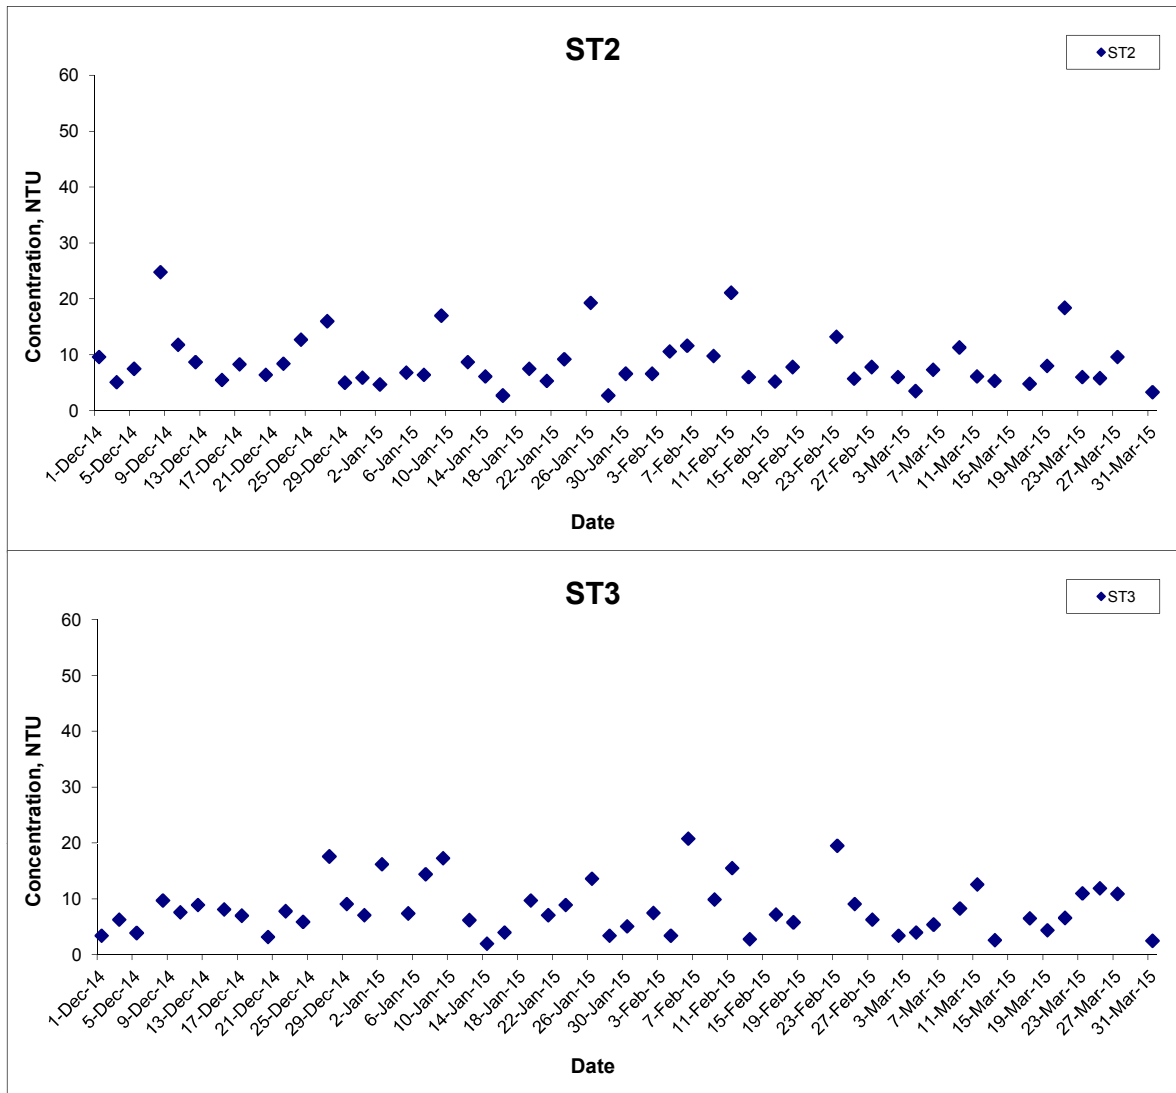 ST2
ST2
60
50
40
30
20
10
0
Concentration, NTU
1-Dec-14
5-Dec-14
9-Dec-14
13-Dec-14
17-Dec-14
21-Dec-14
25-Dec-14
29-Dec-14
2-Jan-15
6-Jan-15
10-Jan-15
14-Jan-15
18-Jan-15
22-Jan-15
26-Jan-15
30-Jan-15
3-Feb-15
7-Feb-15
11-Feb-15
15-Feb-15
19-Feb-15
23-Feb-15
27-Feb-15
3-Mar-15
7-Mar-15
11-Mar-15
15-Mar-15
19-Mar-15
23-Mar-15
27-Mar-15
31-Mar-15
Date
ST3
ST3
60
50
40
30
20
10
0
Concentration, NTU
1-Dec-14
5-Dec-14
9-Dec-14
13-Dec-14
17-Dec-14
21-Dec-14
25-Dec-14
29-Dec-14
2-Jan-15
6-Jan-15
10-Jan-15
14-Jan-15
18-Jan-15
22-Jan-15
26-Jan-15
30-Jan-15
3-Feb-15
7-Feb-15
11-Feb-15
15-Feb-15
19-Feb-15
23-Feb-15
27-Feb-15
3-Mar-15
7-Mar-15
11-Mar-15
15-Mar-15
19-Mar-15
23-Mar-15
27-Mar-15
31-Mar-15
Date